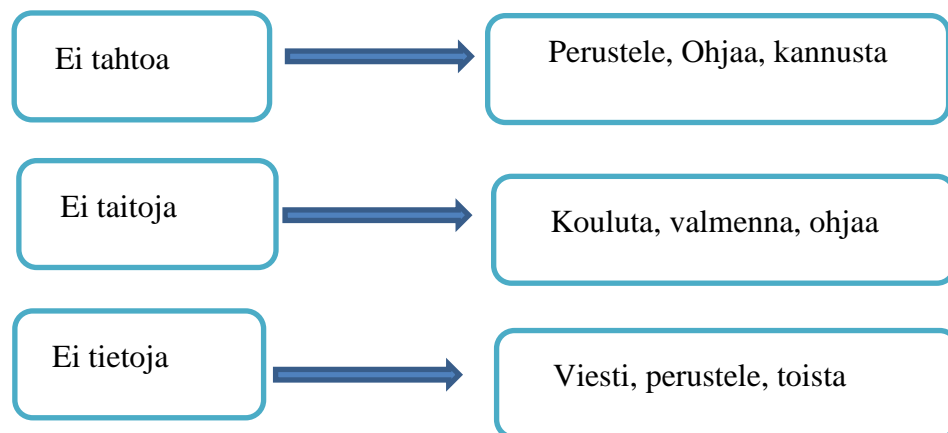 Ei tahtoa
Perustele, Ohjaa, kannusta
Ei taitoja
Kouluta, valmenna, ohjaa
Ei tietoja
Viesti, perustele, toista